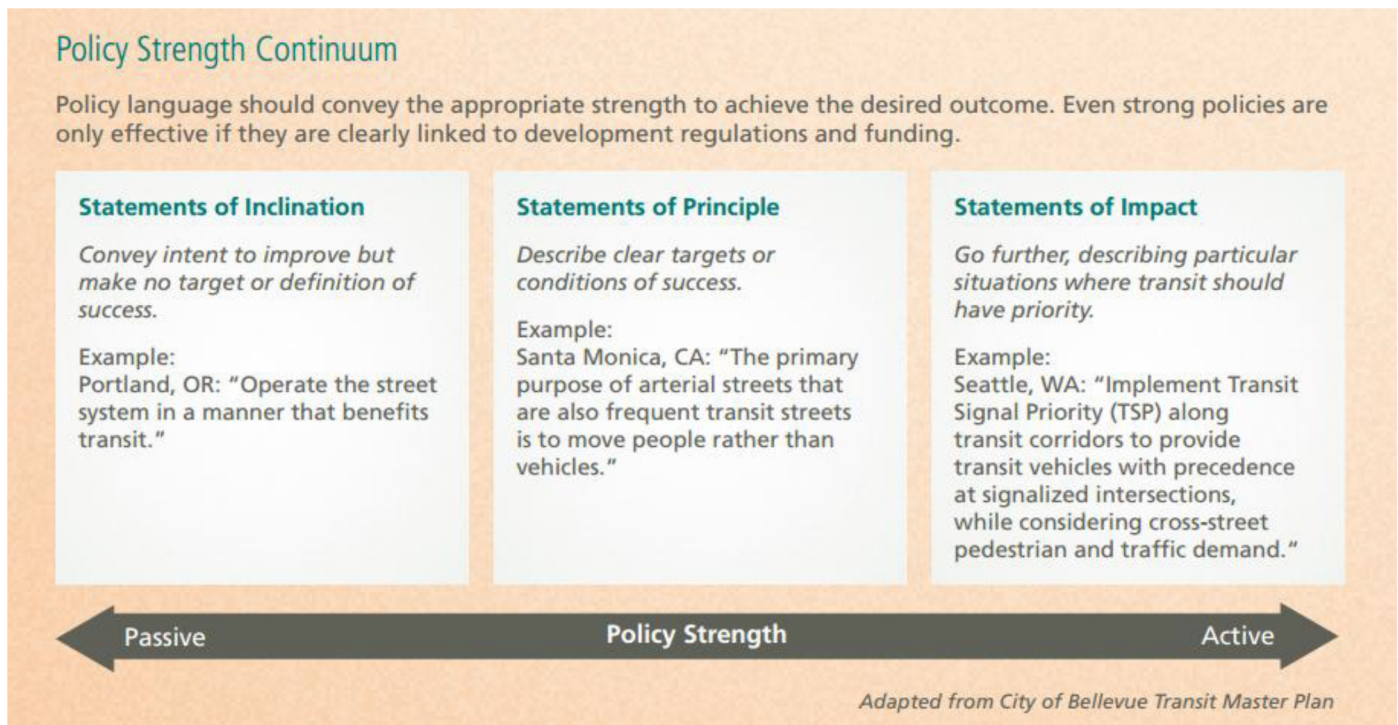 Policy Strength Continuum
Policy language should convey the appropriate strength to achieve the desired outcome. Even strong policies are
only effective if they are clearly linked to development regulations and funding.
Statements of Inclination
Convey intent to improve but
make no target or definition of
success.
Example:
Portland, OR: “Operate the street
system in a manner that benefits
transit.”
Statements of Principle
Describe clear targets or
conditions of success.
Example:
Santa Monica, CA: “The primary
purpose of arterial streets that
are also frequent transit streets
is to move people rather than
vehicles.“
Statements of Impact
Go further, describing particular
situations where transit should
have priority.
Example:
Seattle, WA: “Implement Transit
Signal Priority (TSP) along
transit corridors to provide
transit vehicles with precedence
at signalized intersections,
while considering cross-street
pedestrian and traffic demand.“
Passive
Policy Strength
Active
Adapted from City of Bellevue Transit Master Plan